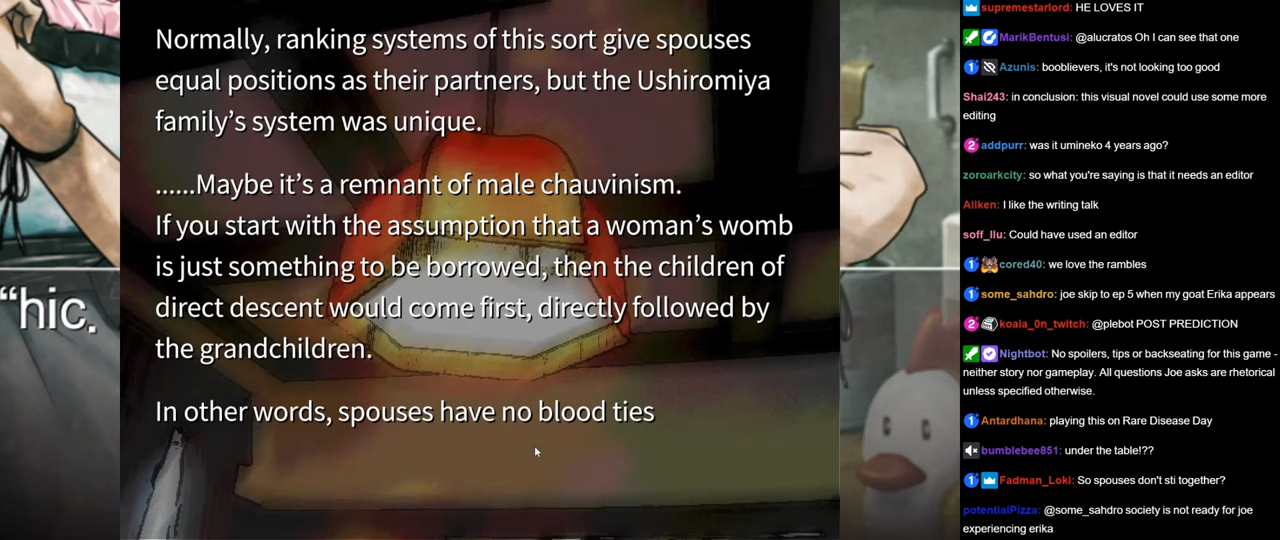 Normally, ranking systems of this sort give spouses
equal positions as their partners, but the Ushiromiya
family's system was unique.
......Maybe it's a remnant of male chauvinism.
If you start with the assumption that a woman's womb
is just something to be borrowed, then the children of
direct descent would come first, directly followed by
the grandchildren.
In other words, spouses have no blood ties
“hic.
supremestarlord: HE LOVES IT
MarikBentusi: @alucratos Oh I can see that one
1 Azunis: booblievers, it's not looking too good
Shai243: in conclusion: this visual novel could use some more
editing
2 addpurr: was it umineko 4 years ago?
zoroarkcity: so what you're saying is that it needs an editor
Allken: I like the writing talk
soff_llu: Could have used an editor
1 cored40: we love the rambles
1 some_sahdro: joe skip to ep 5 when my goat Erika appears
2 koala_0n_twitch: @plebot POST PREDICTION
Nightbot: No spoilers, tips or backseating for this game -
neither story nor gameplay. All questions Joe asks are rhetorical
unless specified otherwise.
1 Antardhana: playing this on Rare Disease Day
bumblebee851: under the table!??
1 Fadman_Loki: So spouses don't sti together?
potentialPizza: @some_sahdro society is not ready for joe
experiencing erika